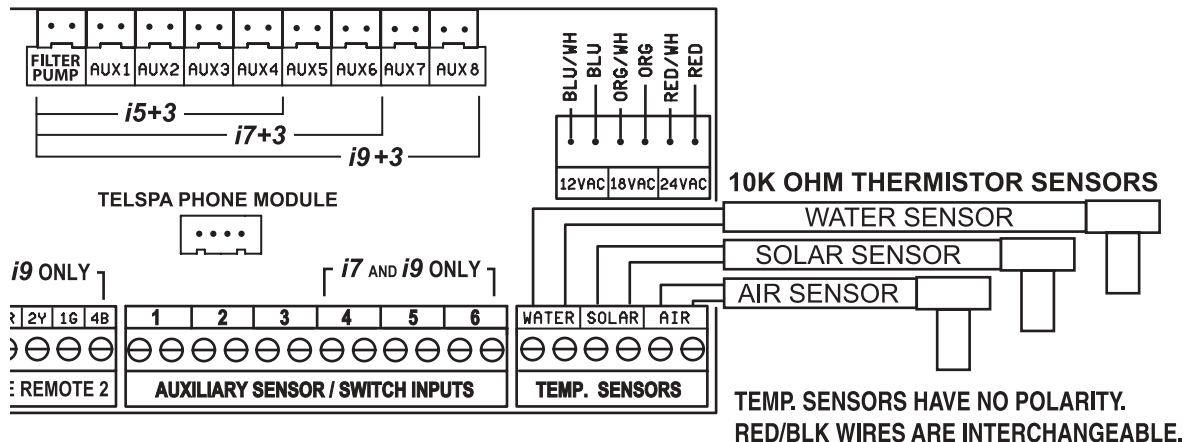 FILTER PUMP AUX1 AUX2 AUX3 AUX4 AUX5 AUX6 AUX7 AUX8
i5+3
i7+3
i9+3
BLU/WH BLU ORG/WH ORG RED/WH RED
12VAC 18VAC 24VAC
TELSPA PHONE MODULE
10K OHM THERMISTOR SENSORS
WATER SENSOR
SOLAR SENSOR
AIR SENSOR
i9 ONLY
i7 AND i9 ONLY
2Y 1G 4B
1 2 3 4 5 6
WATER SOLAR AIR
E REMOTE 2
AUXILIARY SENSOR / SWITCH INPUTS
TEMP. SENSORS
TEMP. SENSORS HAVE NO POLARITY.
RED/BLK WIRES ARE INTERCHANGEABLE.